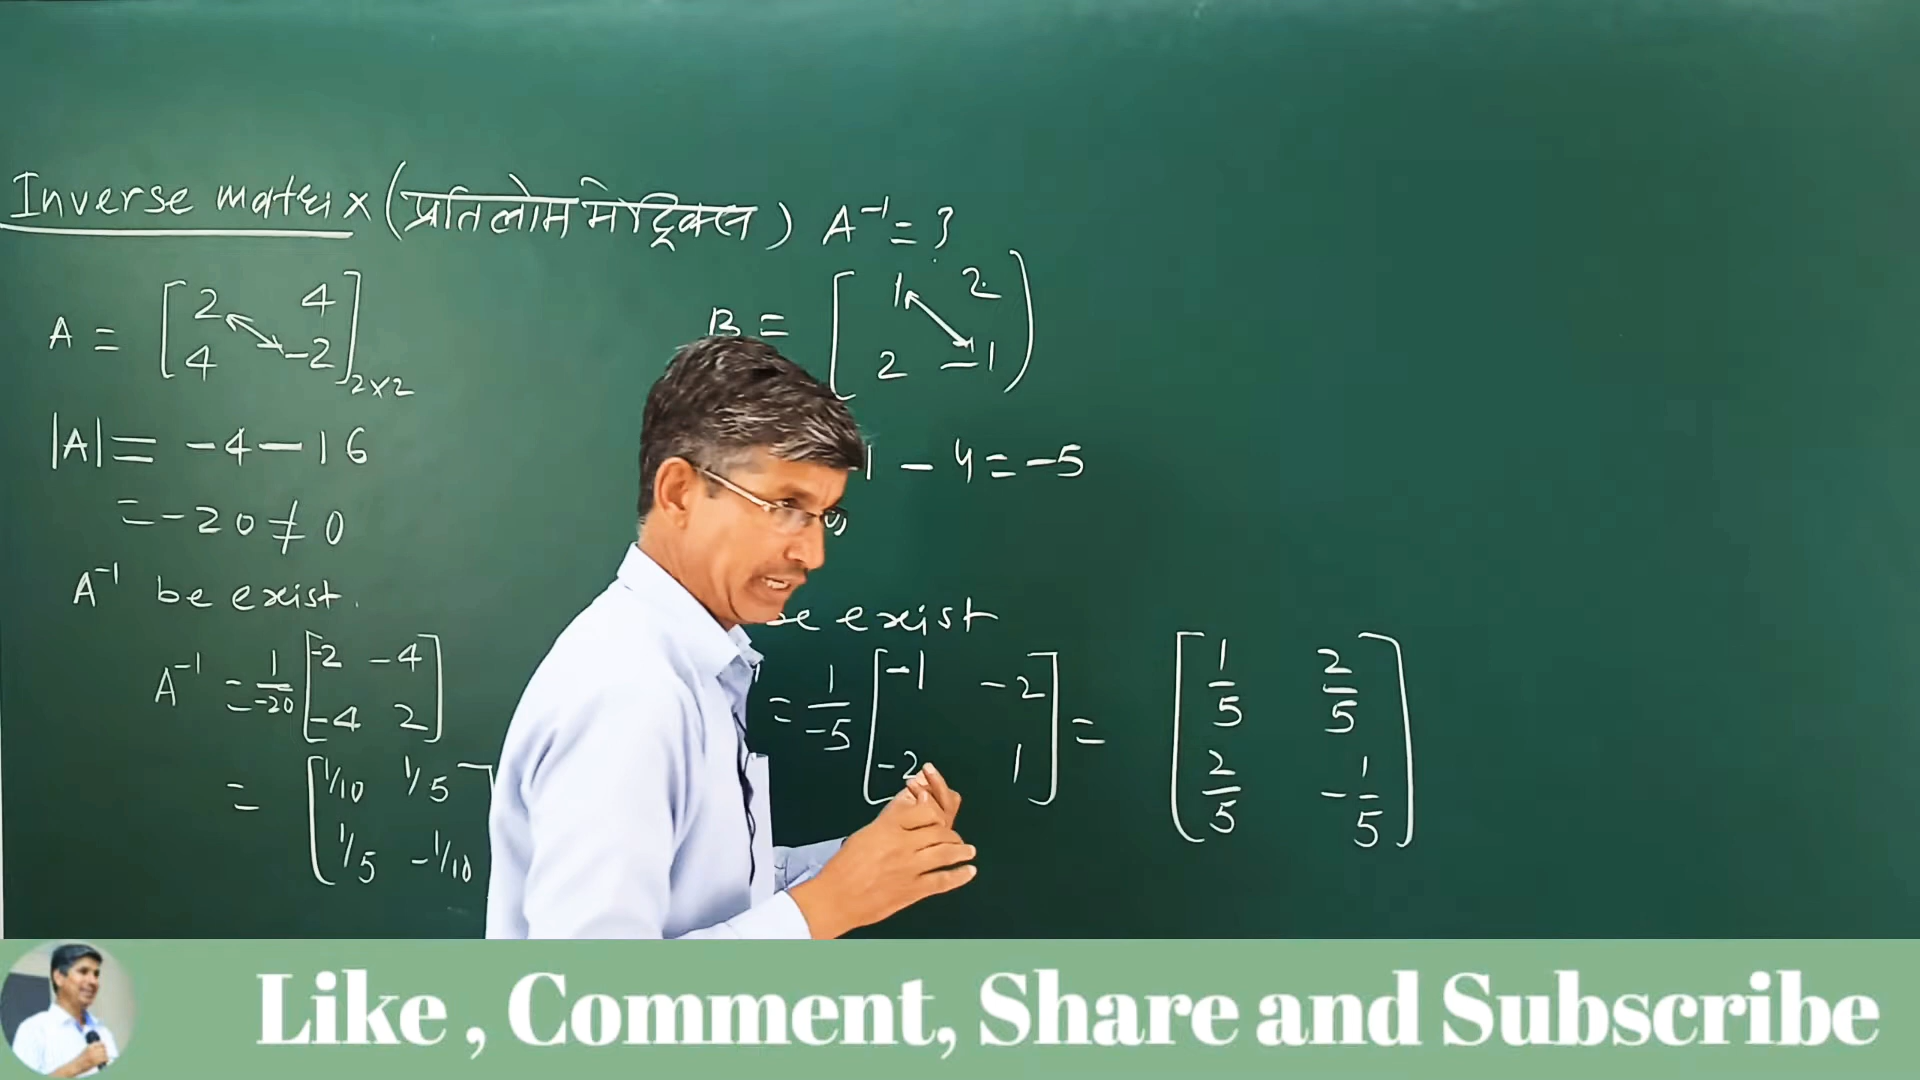 Inverse matrix (प्रतिलोम मेट्रिक्स) A⁻¹ = ?
A = [2 4
4 -2]2×2
|A| = -4 - 16
= -20 ≠ 0
A⁻¹ be exist.
A⁻¹ = 1/-20 [-2 -4
-4 2]
= [1/10 1/5
1/5 -1/10]
B = [1 2
2 -1)
-1 - 4 = -5
be exist
= 1/-5 [-1 -2
-2 1] = [1/5 2/5
2/5 -1/5]
Like , Comment, Share and Subscribe